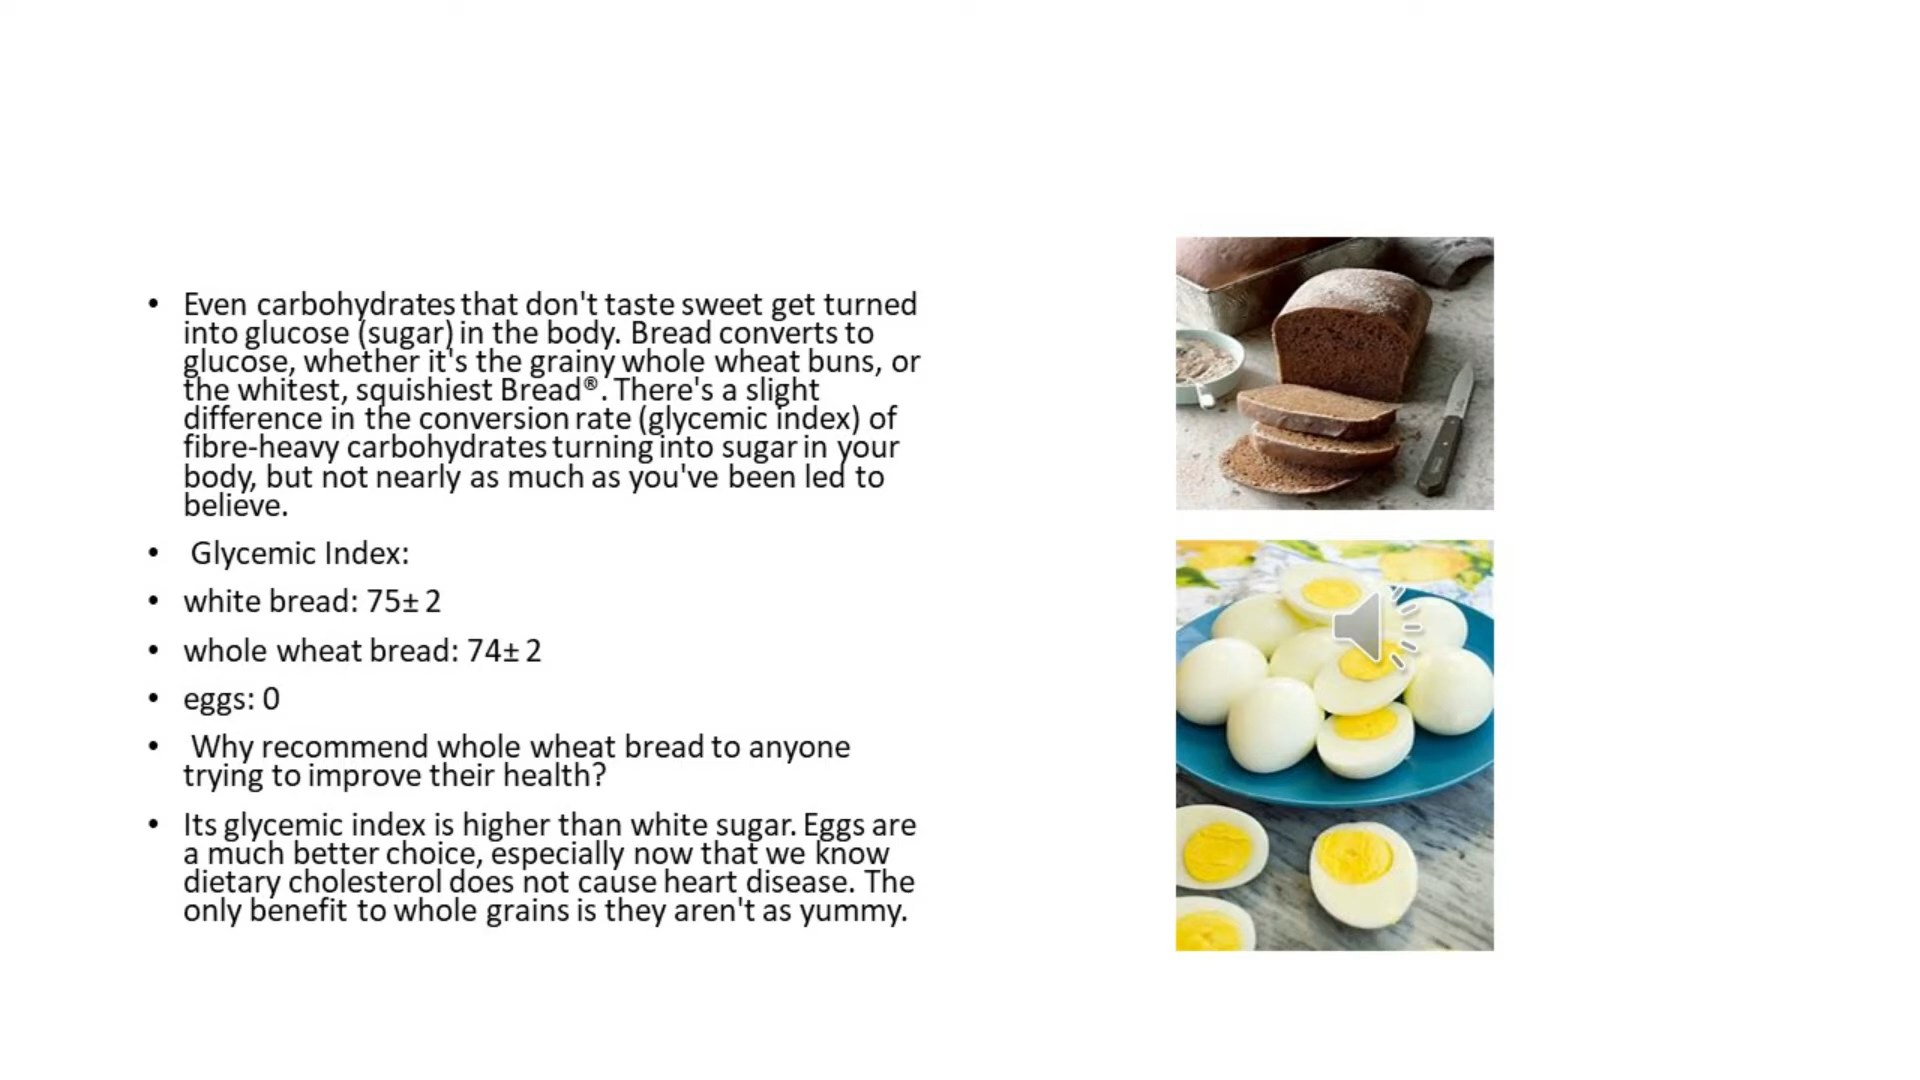 • Even carbohydrates that don't taste sweet get turned
into glucose (sugar) in the body. Bread converts to
glucose, whether it's the grainy whole wheat buns, or
the whitest, squishiest Bread®. There's a slight
difference in the conversion rate (glycemic index) of
fibre-heavy carbohydrates turning into sugar in your
body, but not nearly as much as you've been led to
believe.
• Glycemic Index:
• white bread: 75± 2
• whole wheat bread: 74± 2
• eggs: 0
• Why recommend whole wheat bread to anyone
trying to improve their health?
• Its glycemic index is higher than white sugar. Eggs are
a much better choice, especially now that we know
dietary cholesterol does not cause heart disease. The
only benefit to whole grains is they aren't as yummy.